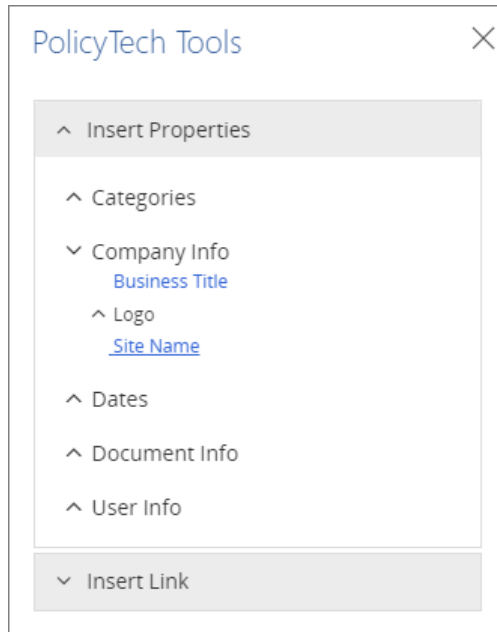 PolicyTech Tools
Insert Properties
Categories
Company Info
Business Title
Logo
Site Name
Dates
Document Info
User Info
Insert Link